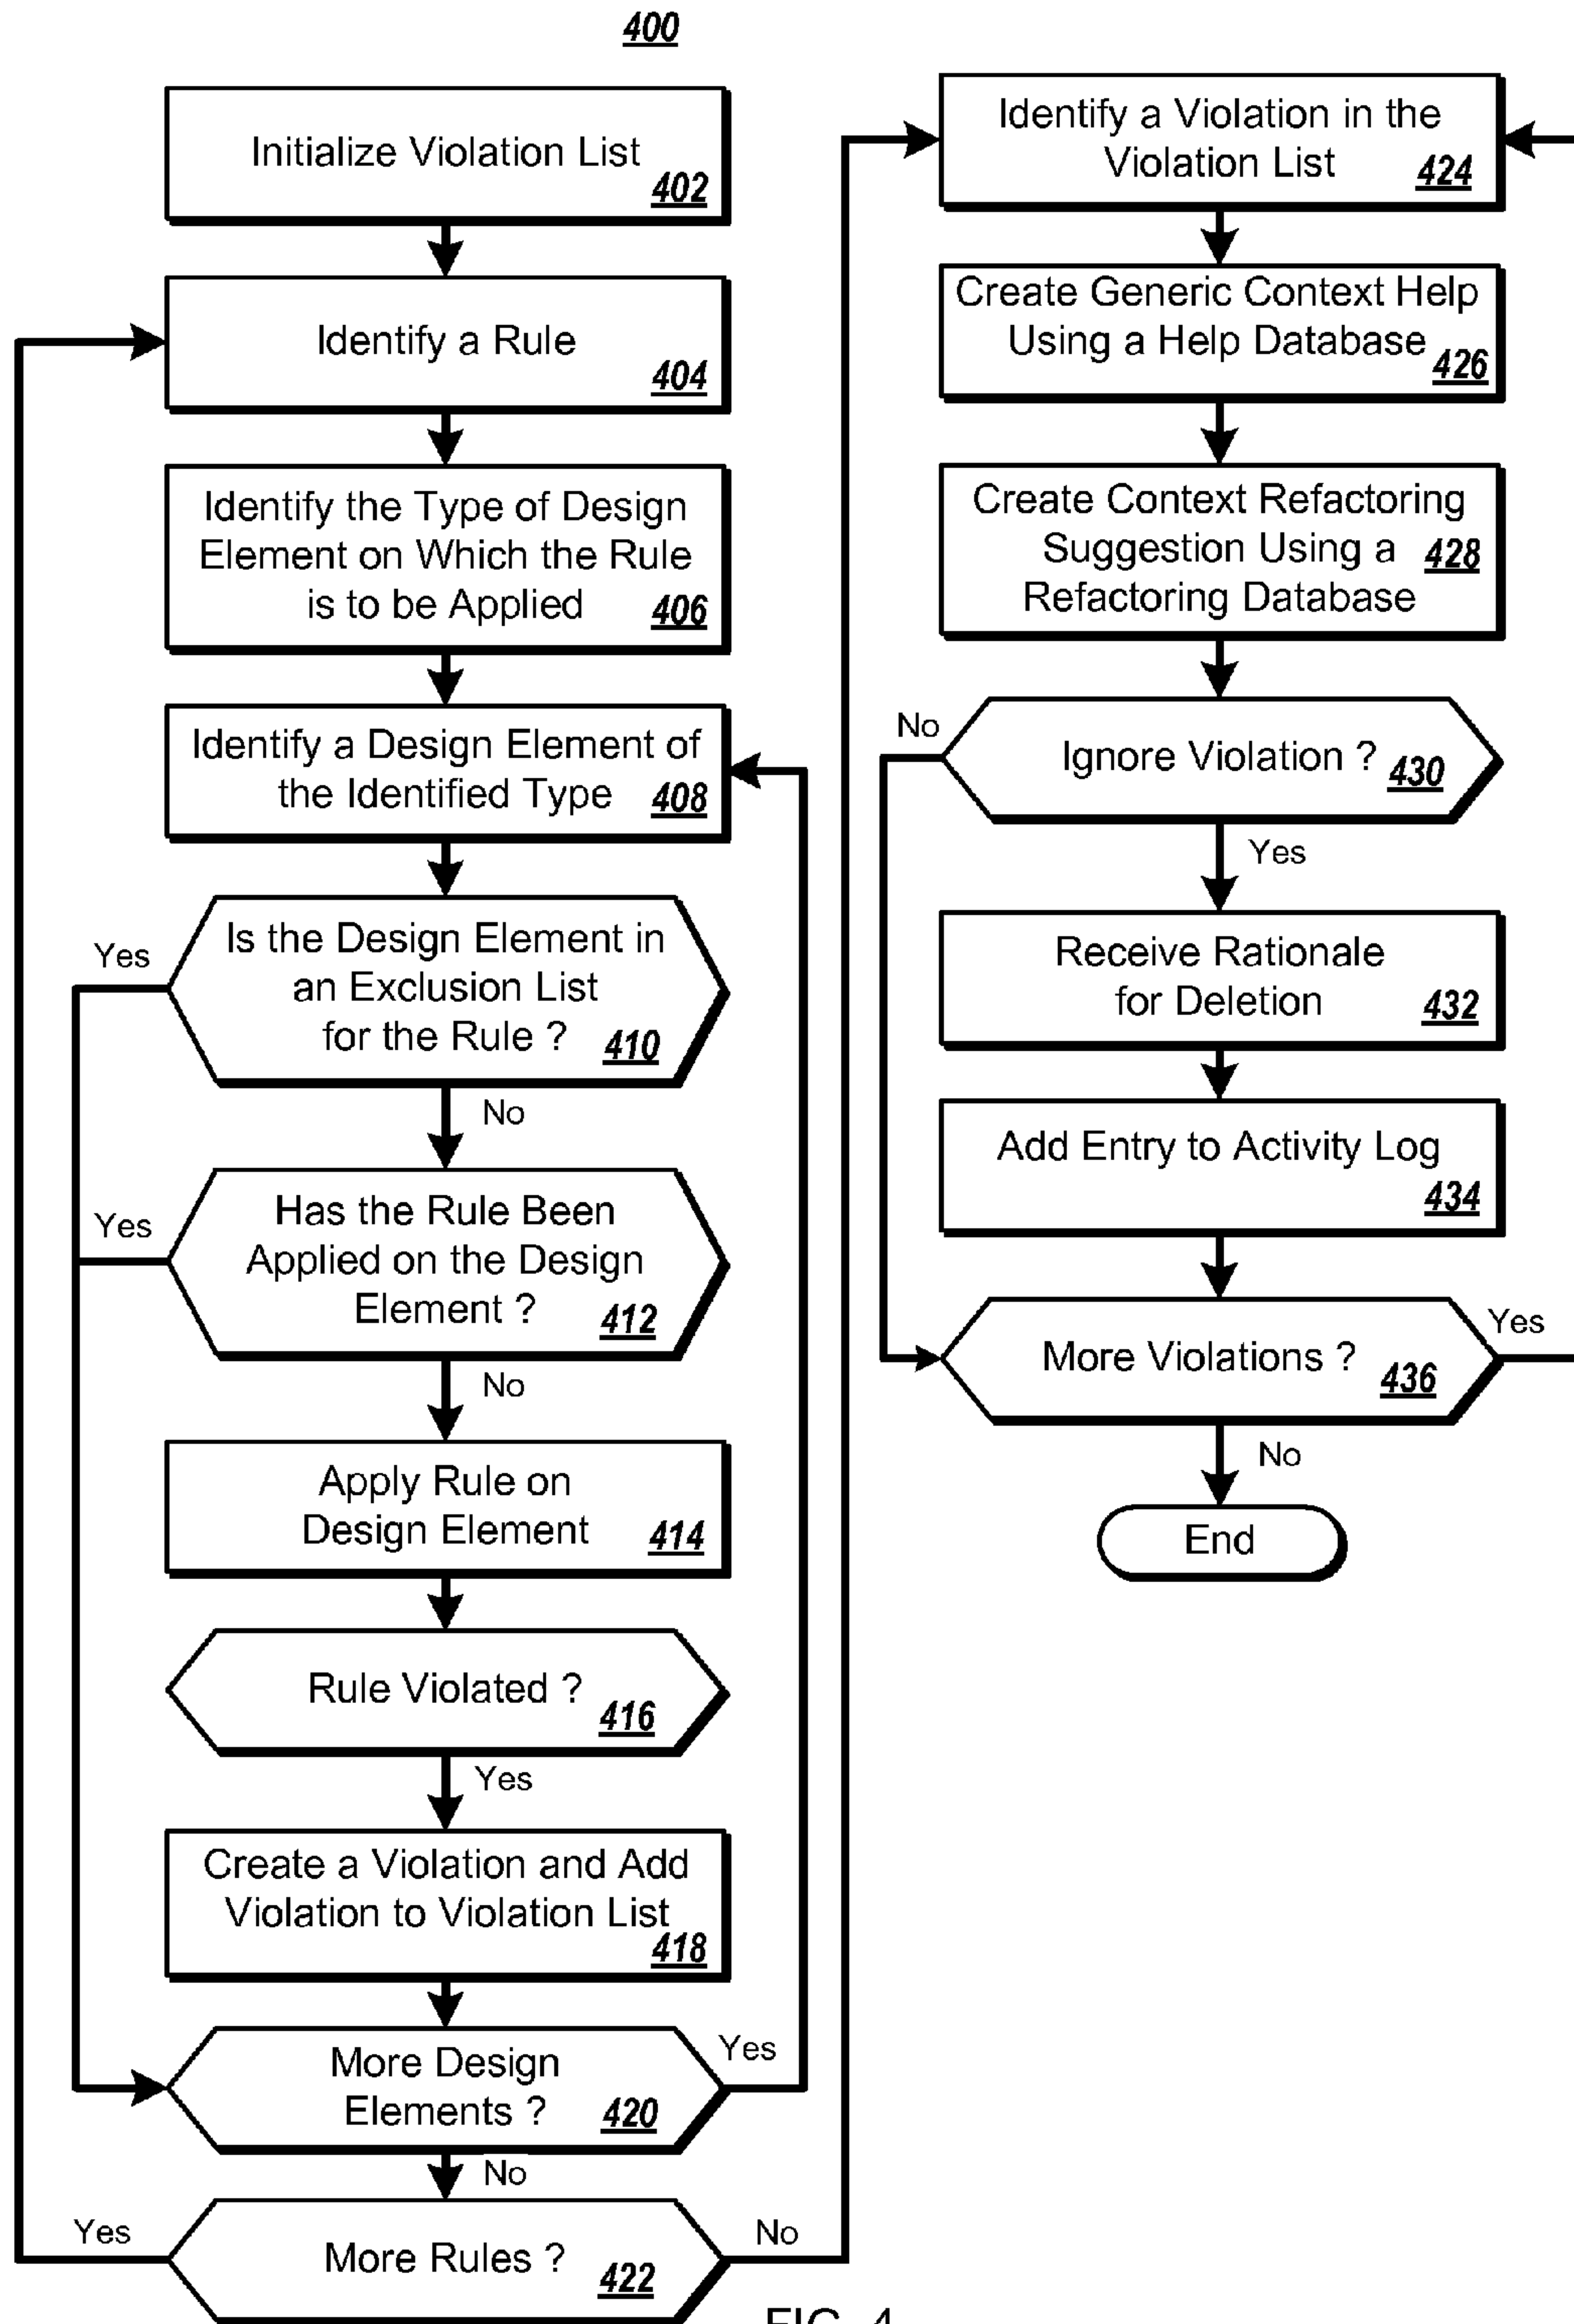 400
Initialize Violation List
402
Identify a Rule
404
Identify the Type of Design
Element on Which the Rule
is to be Applied
406
Identify a Design Element of
the Identified Type
408
Yes
Is the Design Element in
an Exclusion List
for the Rule ?
410
No
Yes
Has the Rule Been
Applied on the Design
Element ?
412
No
Apply Rule on
Design Element
414
Rule Violated ?
416
Yes
Create a Violation and Add
Violation to Violation List
418
More Design
Elements ?
420
Yes
No
Yes
More Rules ?
422
No
Identify a Violation in the
Violation List
424
Create Generic Context Help
Using a Help Database
426
Create Context Refactoring
Suggestion Using a
428
Refactoring Database
No
Ignore Violation ?
430
Yes
Receive Rationale
for Deletion
432
Add Entry to Activity Log
434
More Violations ?
436
Yes
No
End
FIG. 4